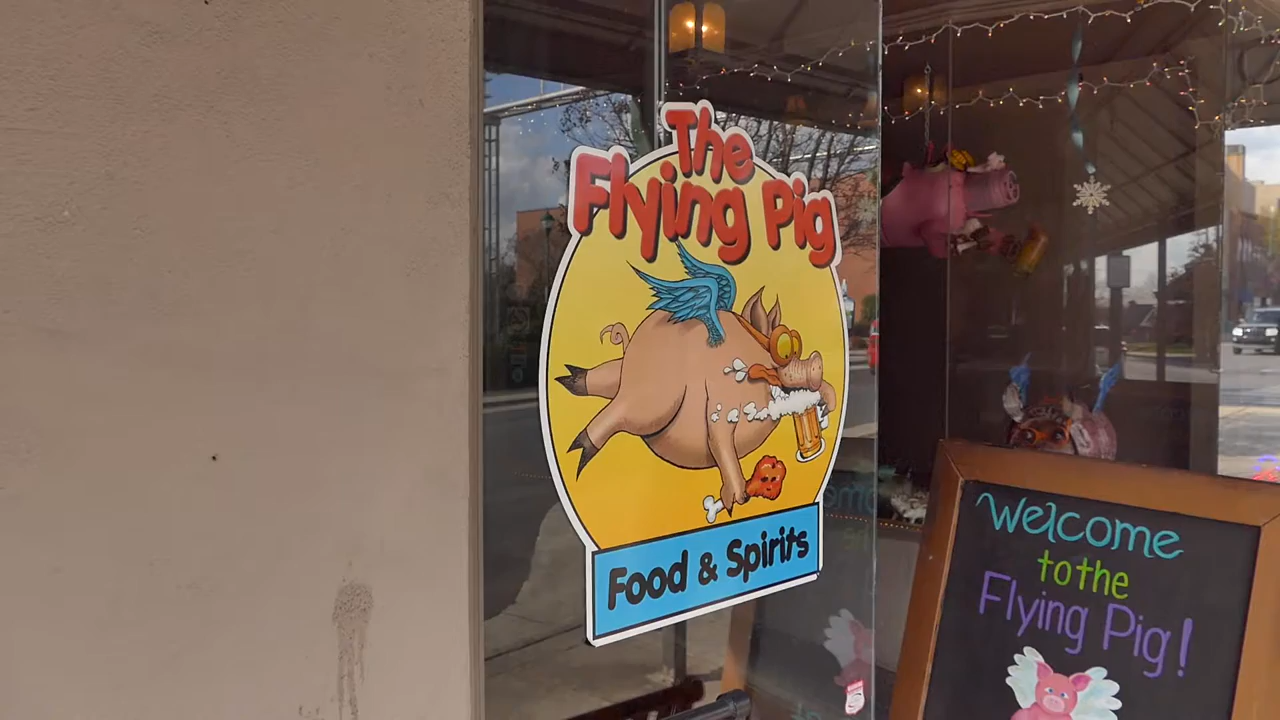 The
Flying Pig
Food & Spirits
Welcome
to the
Flying Pig!